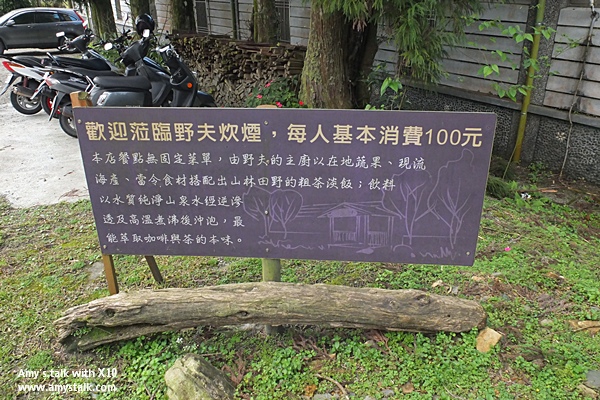 歡迎蒞臨野夫炊煙，每人基本消費100元
本店餐點無固定菜單，由野夫的主廚以在地蔬果、現流
海產、當令食材搭配出山林田野的粗茶淡飯；飲料
以水質純淨山泉水經逆滲
透及高溫煮沸後沖泡，最
能萃取咖啡與茶的本味。
Amy's talk with X10
www.amystalk.com